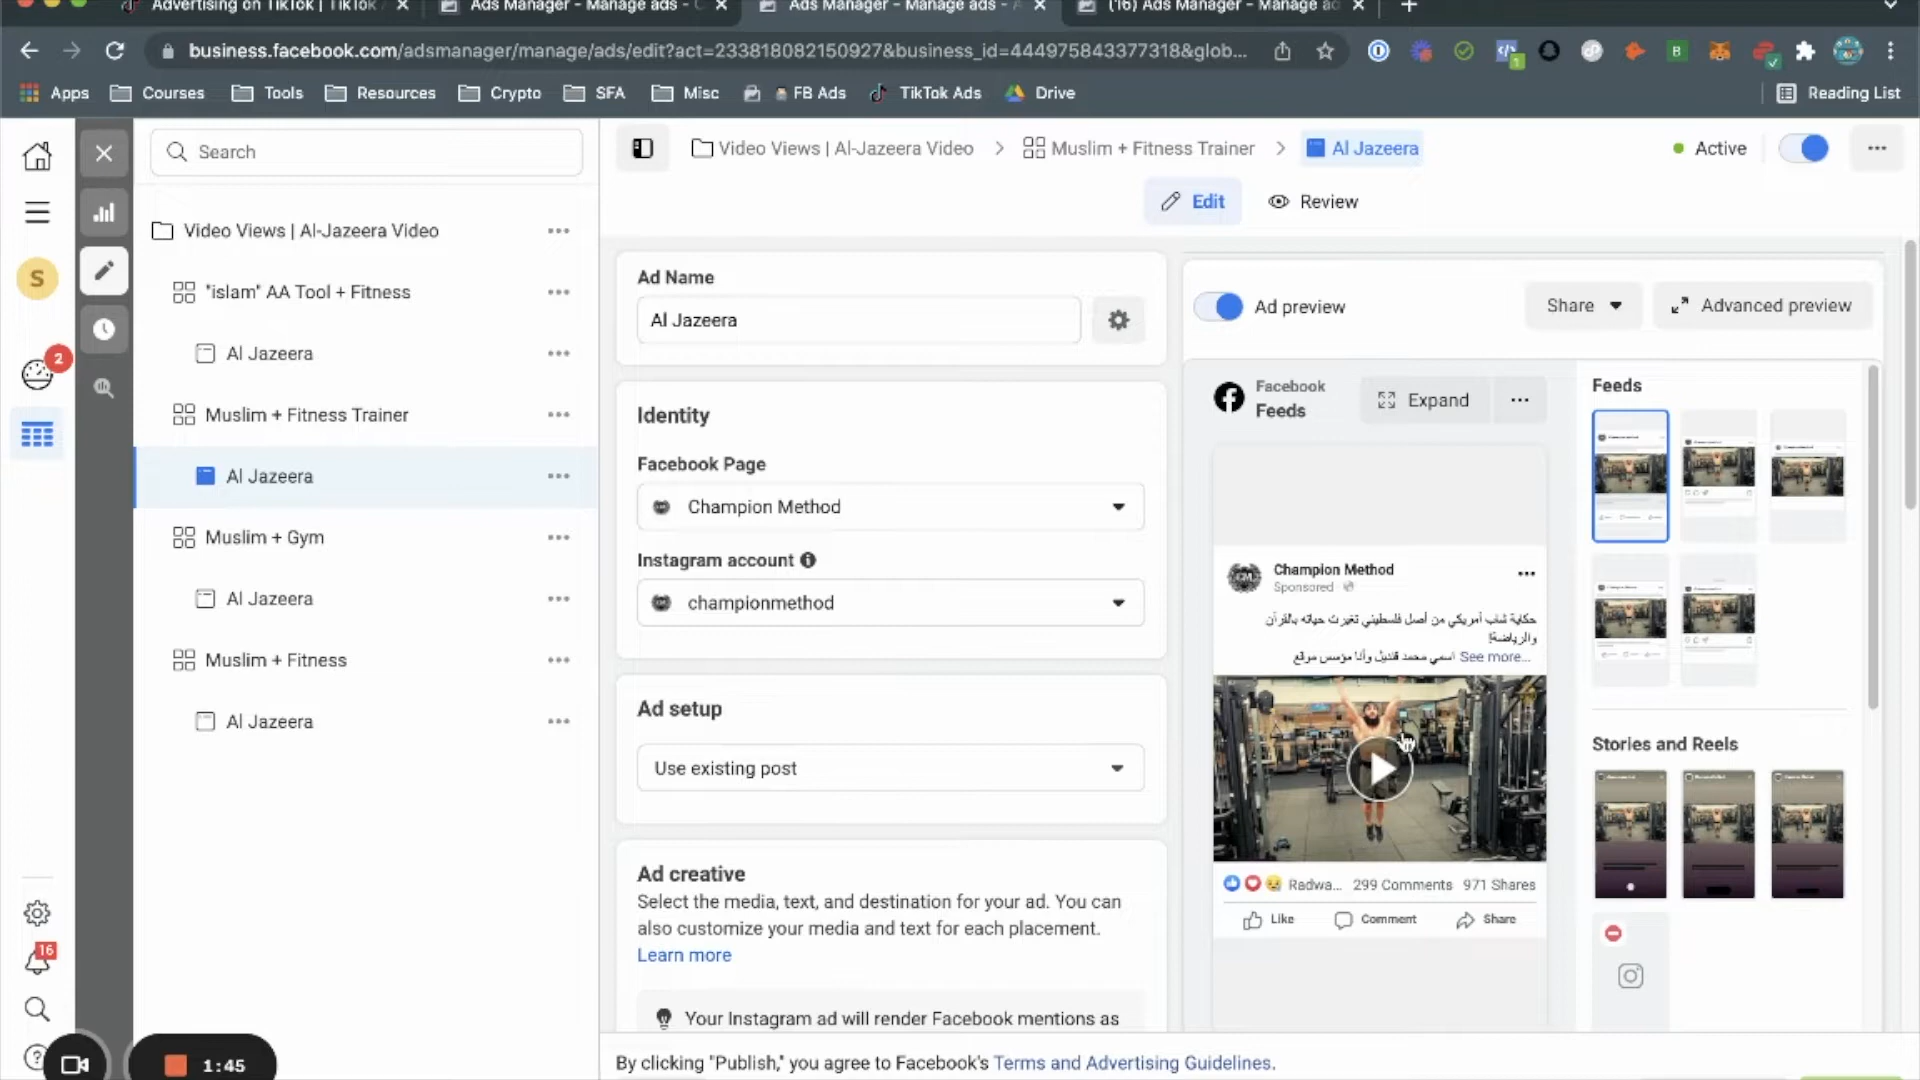 Advertising on TikTok | TikTok
Ads Manager - Manage ads - C
Ads Manager - Manage ads - A
(16) Ads Manager - Manage ad
business.facebook.com/adsmanager/manage/ads/edit?act=233818082150927&business_id=444975843377318&glob...
Apps
Courses
Tools
Resources
Crypto
SFA
Misc
FB Ads
TikTok Ads
Drive
Reading List
Search
Video Views | Al-Jazeera Video
Muslim + Fitness Trainer
Al Jazeera
Active
Edit
Review
S
2
16
Video Views | Al-Jazeera Video
"islam" AA Tool + Fitness
Al Jazeera
Muslim + Fitness Trainer
Al Jazeera
Muslim + Gym
Al Jazeera
Muslim + Fitness
Al Jazeera
Ad Name
Al Jazeera
Identity
Facebook Page
Champion Method
Instagram account
championmethod
Ad setup
Use existing post
Ad creative
Select the media, text, and destination for your ad. You can
also customize your media and text for each placement.
Learn more
Your Instagram ad will render Facebook mentions as
Ad preview
Share
Advanced preview
Facebook
Feeds
Expand
Champion Method
Sponsored
حكاية شاب أمريكي من أصل فلسطيني تغيرت حياته بالقرآن
والرياضة!
اسمي محمد قنديل وأنا مؤسس موقع See more...
Radwa... 299 Comments 971 Shares
Like
Comment
Share
Feeds
Stories and Reels
By clicking "Publish," you agree to Facebook's Terms and Advertising Guidelines.
1:45